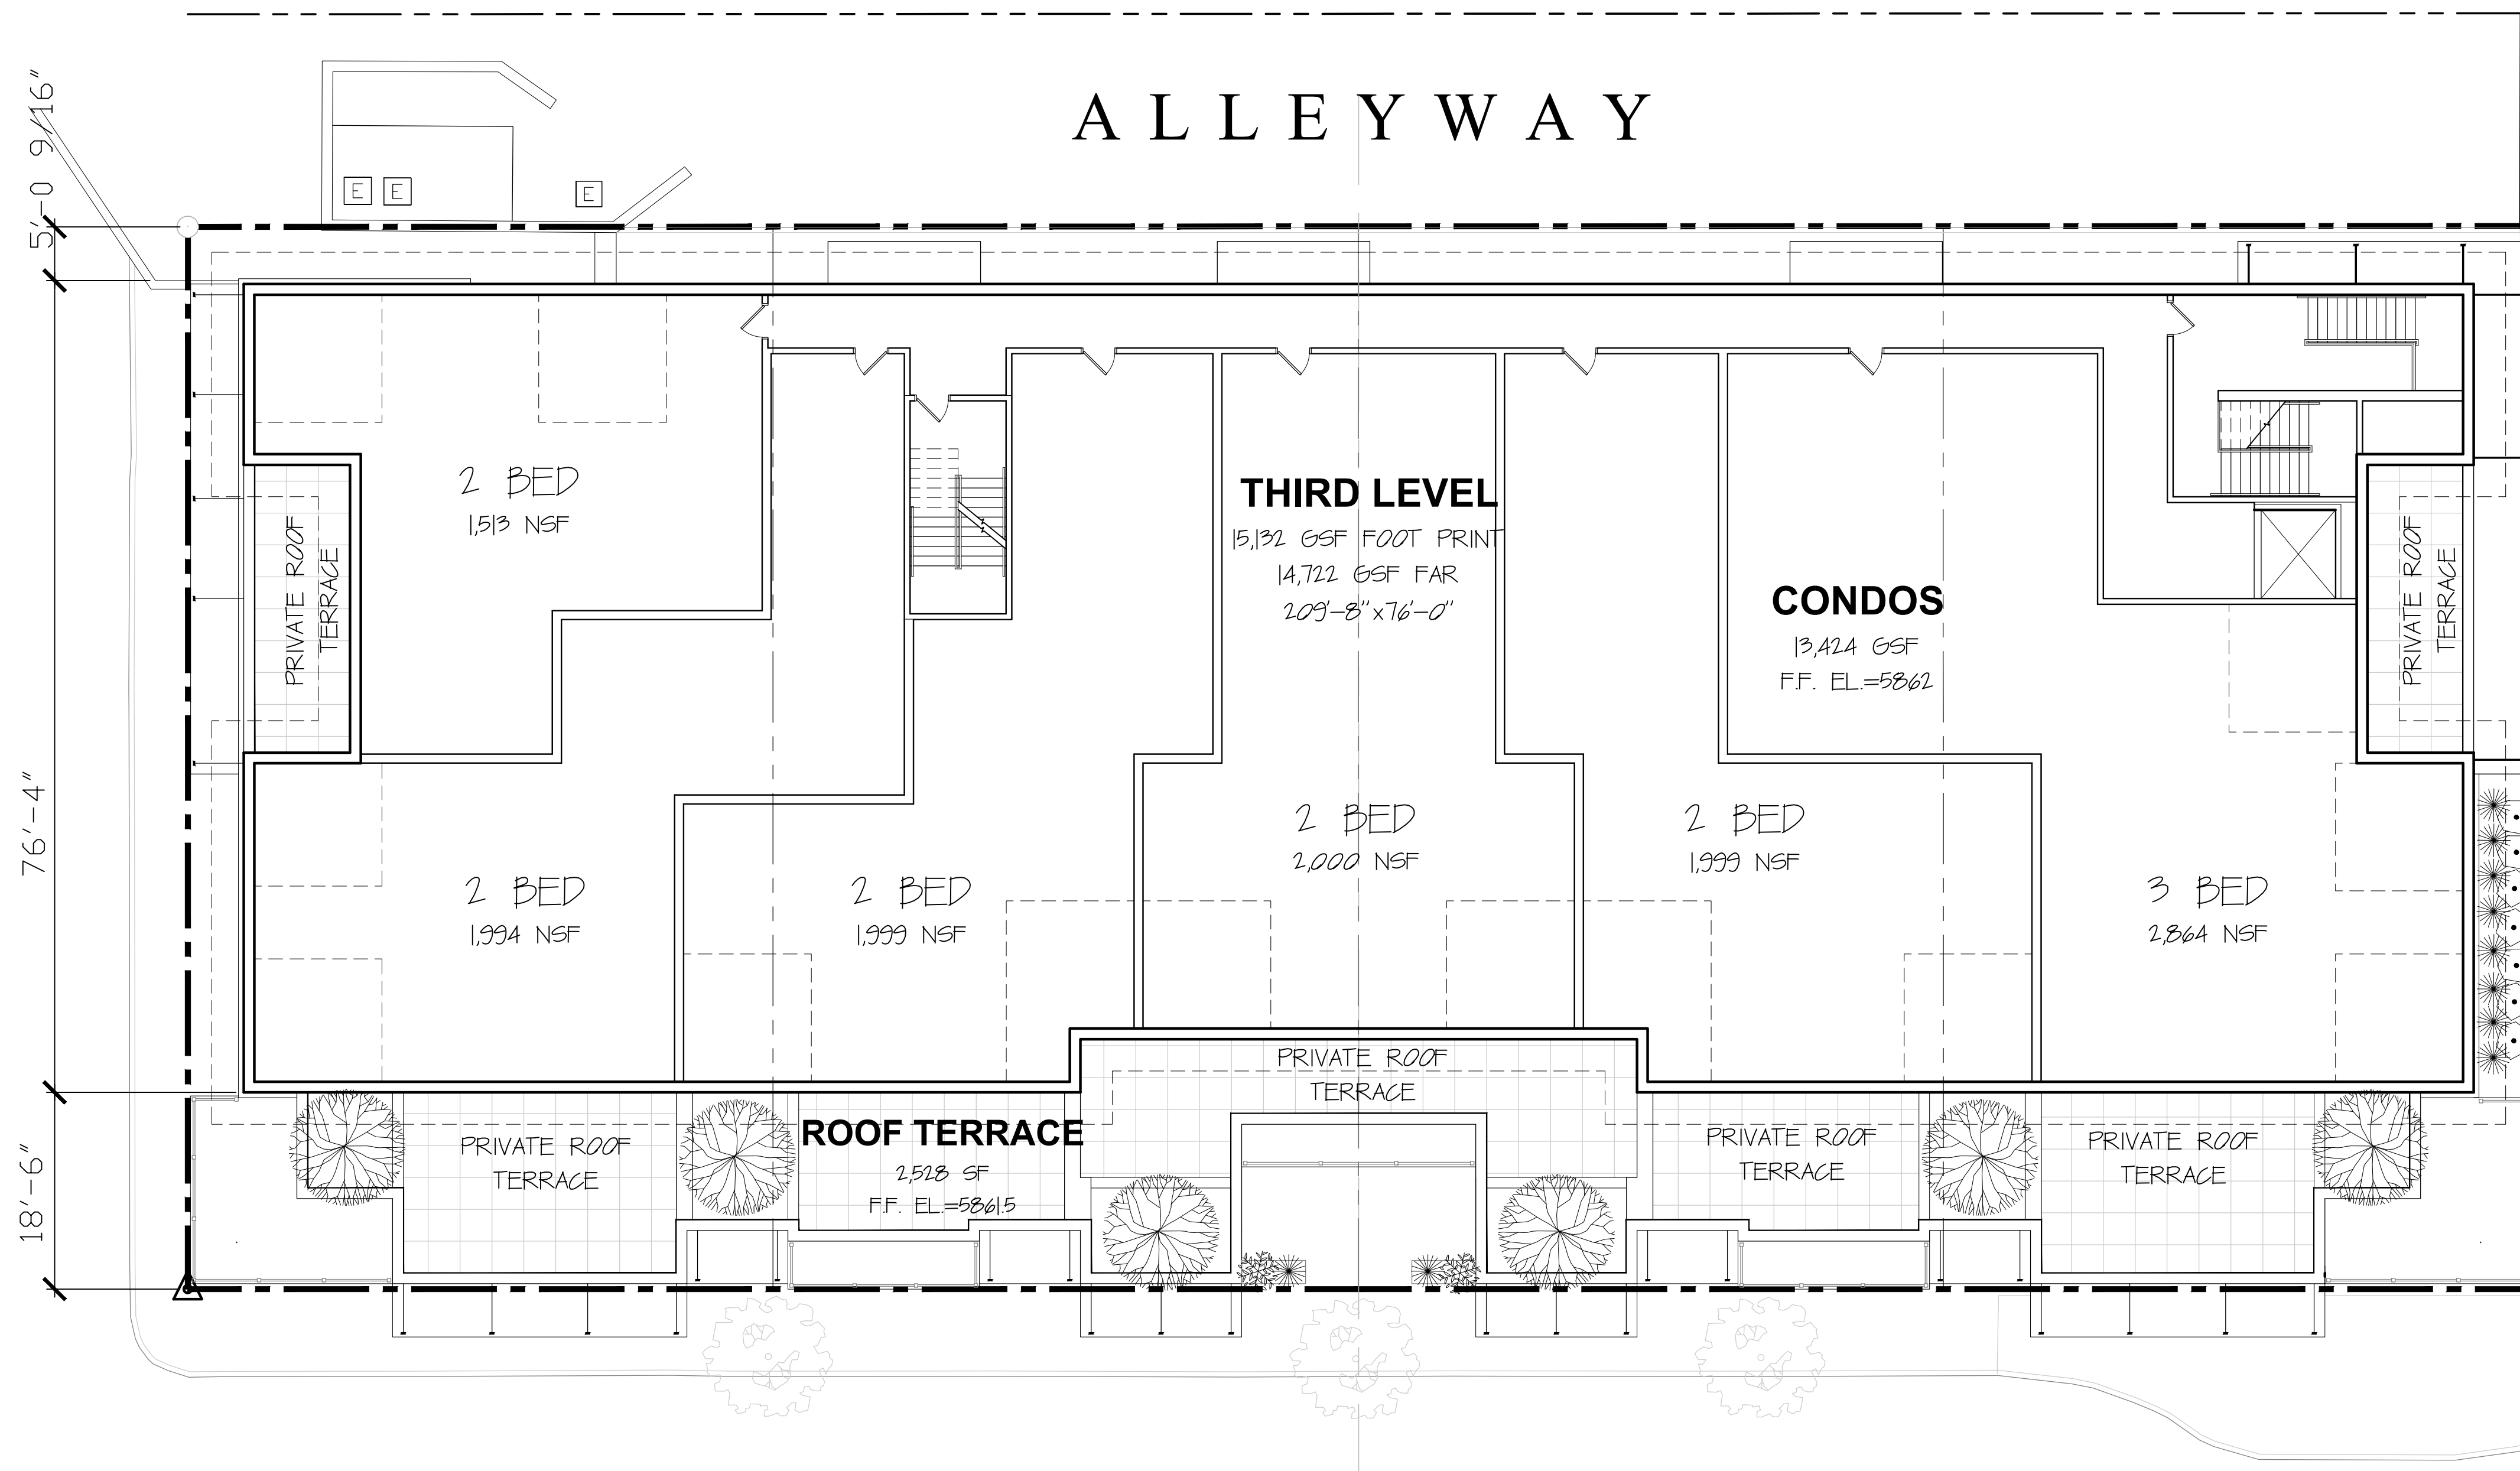 ALLEYWAY
5'-0 9/16"
E
E
E
2 BED
1,513 NSF
THIRD LEVEL
15,132 GSF FOOT PRINT
14,722 GSF FAR
209'-8"x76'-0"
CONDOS
13,424 GSF
F.F. EL.=5862
PRIVATE ROOF
TERRACE
PRIVATE ROOF
TERRACE
76'-4"
2 BED
1,994 NSF
2 BED
1,999 NSF
2 BED
2,000 NSF
2 BED
1,999 NSF
3 BED
2,864 NSF
PRIVATE ROOF
TERRACE
18'-6"
PRIVATE ROOF
TERRACE
ROOF TERRACE
2,528 SF
F.F. EL.=5861.5
PRIVATE ROOF
TERRACE
PRIVATE ROOF
TERRACE